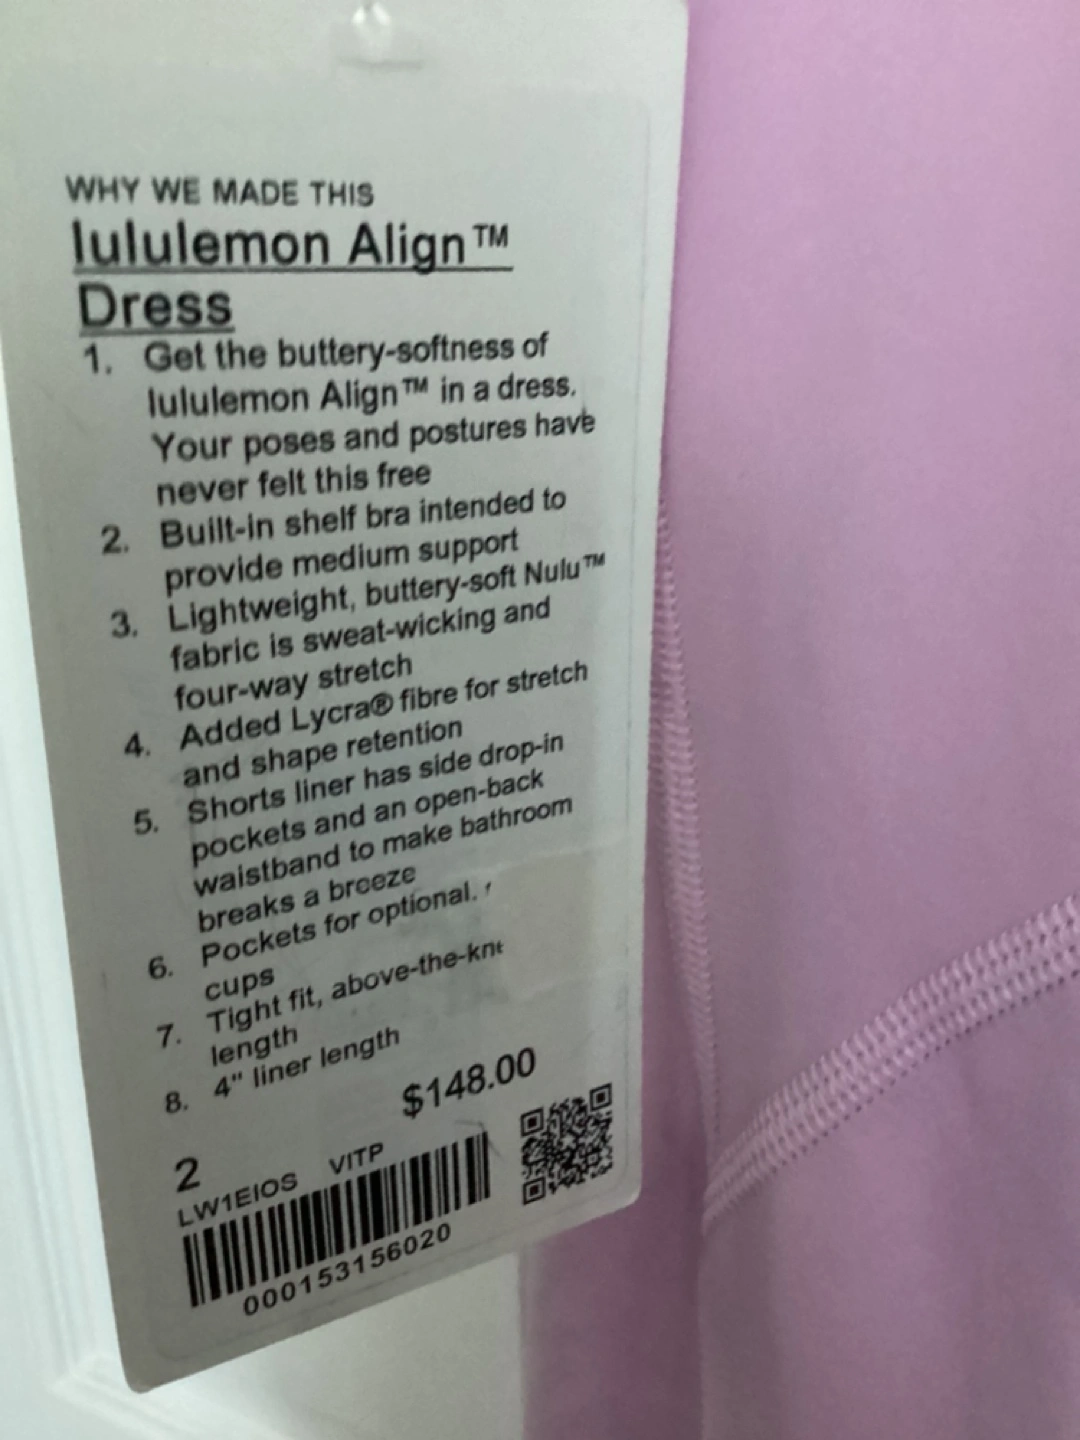 WHY WE MADE THIS
lululemon Align™
Dress
1. Get the buttery-softness of
lululemon Align™ in a dress.
Your poses and postures have
never felt this free
2. Built-in shelf bra intended to
provide medium support
3. Lightweight, buttery-soft Nulu™
fabric is sweat-wicking and
four-way stretch
4. Added Lycra® fibre for stretch
and shape retention
5. Shorts liner has side drop-in
pockets and an open-back
waistband to make bathroom
breaks a breeze
6. Pockets for optional.
cups
7. Tight fit, above-the-kn
length
8. 4" liner length
$148.00
2
LW1EIOS VITP
000153156020